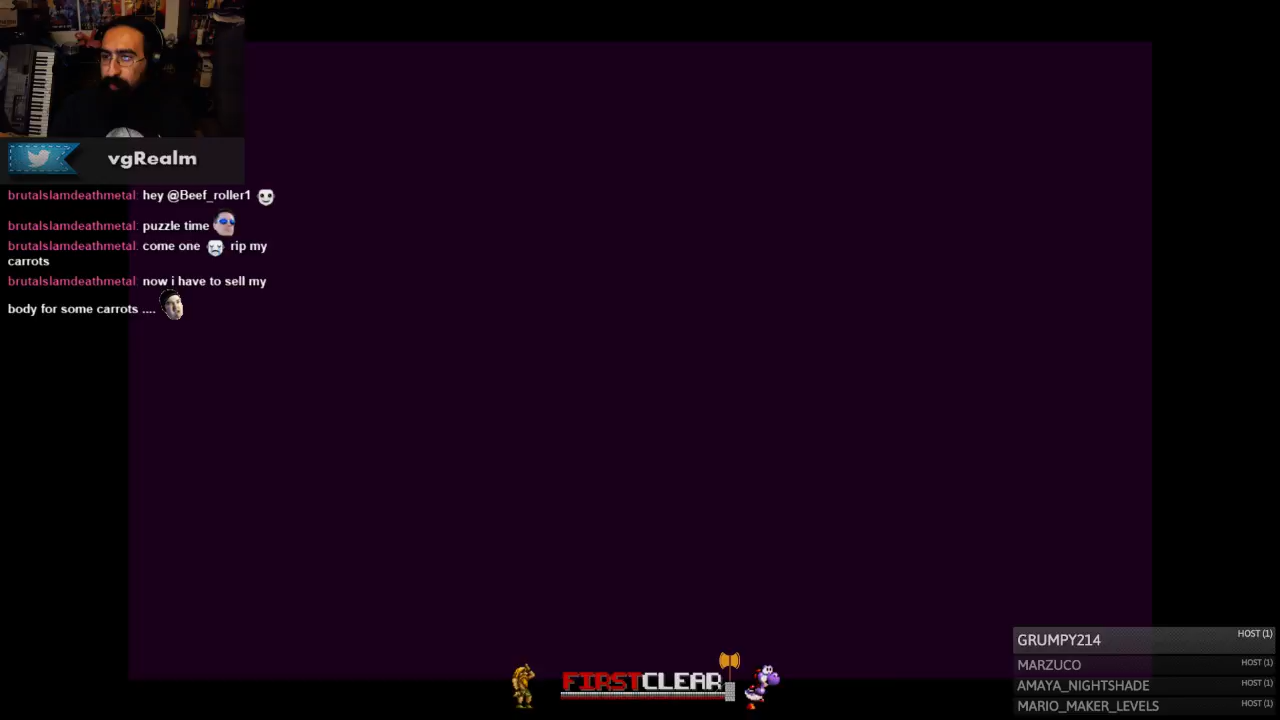 vgRealm
brutalslamdeathmetal: hey @Beef_roller1
brutalslamdeathmetal: puzzle time
brutalslamdeathmetal: come one rip my
carrots
brutalslamdeathmetal: now i have to sell my
body for some carrots ....
GRUMPY214 HOST (1)
MARZUCO HOST (1)
AMAYA_NIGHTSHADE HOST (1)
MARIO_MAKER_LEVELS HOST (1)
FIRSTCLEAR